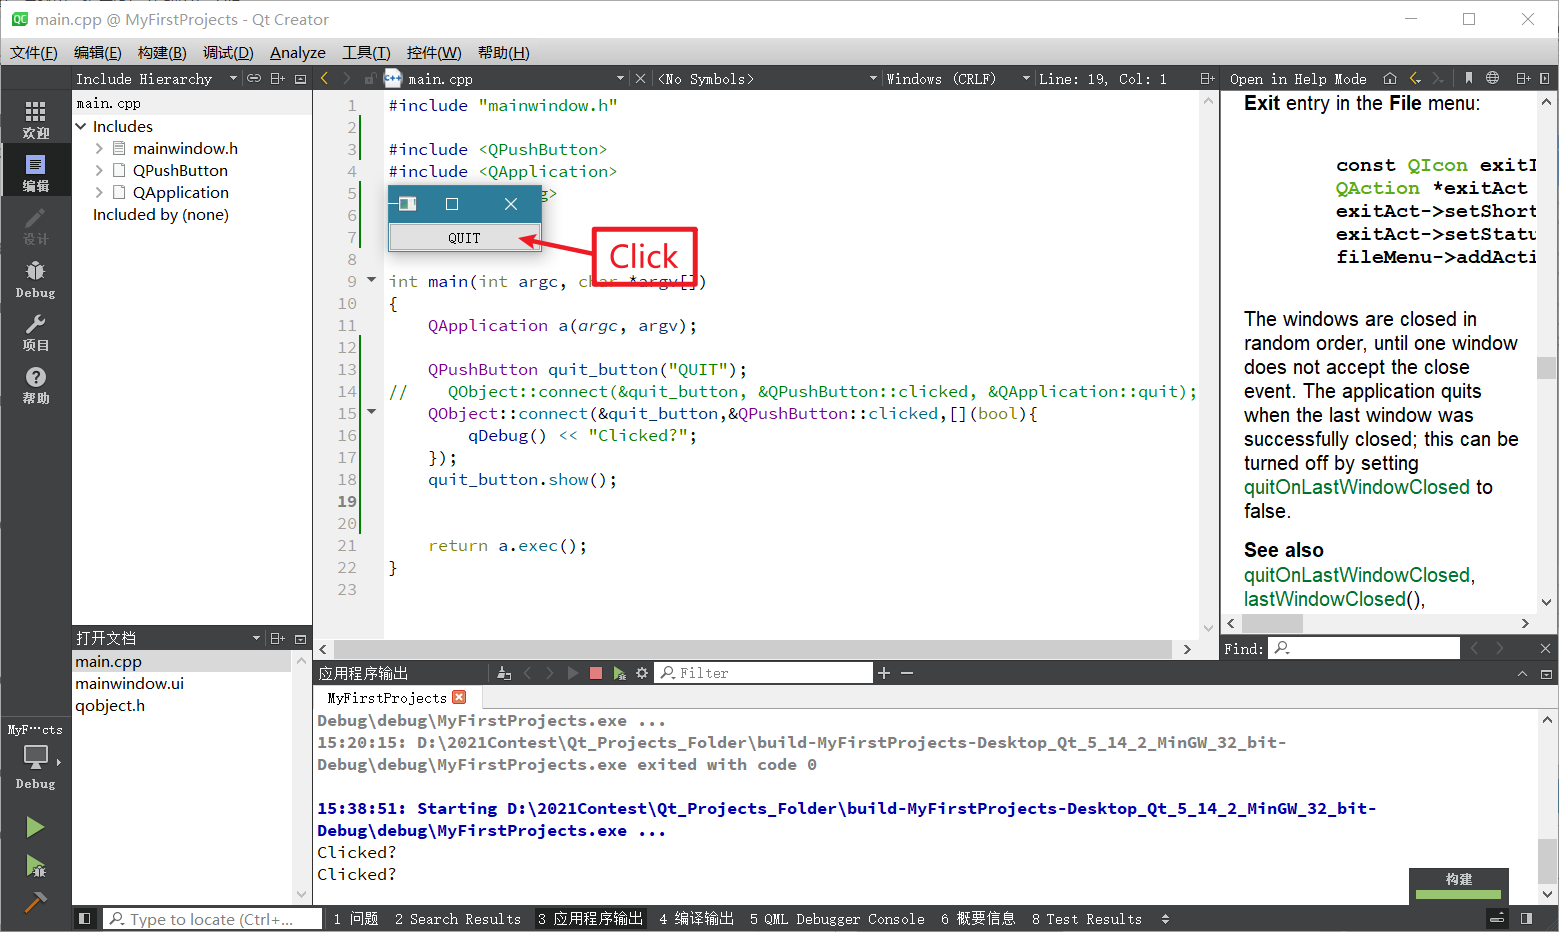 main.cpp @ MyFirstProjects - Qt Creator
文件(F) 编辑(E) 构建(B) 调试(D) Analyze 工具(T) 控件(W) 帮助(H)
Include Hierarchy
main.cpp
<No Symbols>
Windows (CRLF)
Line: 19, Col: 1
Open in Help Mode
欢迎
编辑
设计
Debug
项目
帮助
MyF⋯cts
Debug
main.cpp
Includes
mainwindow.h
QPushButton
QApplication
Included by (none)
打开文档
main.cpp
mainwindow.ui
qobject.h
1 #include "mainwindow.h"
2
3 #include <QPushButton>
4 #include <QApplication>
5 g>
6
7
8
9 int main(int argc, char *argv[])
10 {
11 QApplication a(argc, argv);
12
13 QPushButton quit_button("QUIT");
14 // QObject::connect(&quit_button, &QPushButton::clicked, &QApplication::quit);
15 QObject::connect(&quit_button,&QPushButton::clicked,[](bool){
16 qDebug() << "Clicked?";
17 });
18 quit_button.show();
19
20
21 return a.exec();
22 }
23
QUIT
Click
Exit entry in the File menu:
const QIcon exitI
QAction *exitAct
exitAct->setShort
exitAct->setStatu
fileMenu->addActi
The windows are closed in
random order, until one window
does not accept the close
event. The application quits
when the last window was
successfully closed; this can be
turned off by setting
quitOnLastWindowClosed to
false.
See also
quitOnLastWindowClosed,
lastWindowClosed(),
Find:
应用程序输出
Filter
MyFirstProjects
Debug\debug\MyFirstProjects.exe ...
15:20:15: D:\2021Contest\Qt_Projects_Folder\build-MyFirstProjects-Desktop_Qt_5_14_2_MinGW_32_bit-
Debug\debug\MyFirstProjects.exe exited with code 0
15:38:51: Starting D:\2021Contest\Qt_Projects_Folder\build-MyFirstProjects-Desktop_Qt_5_14_2_MinGW_32_bit-
Debug\debug\MyFirstProjects.exe ...
Clicked?
Clicked?
构建
Type to locate (Ctrl+...
1 问题 2 Search Results 3 应用程序输出 4 编译输出 5 QML Debugger Console 6 概要信息 8 Test Results